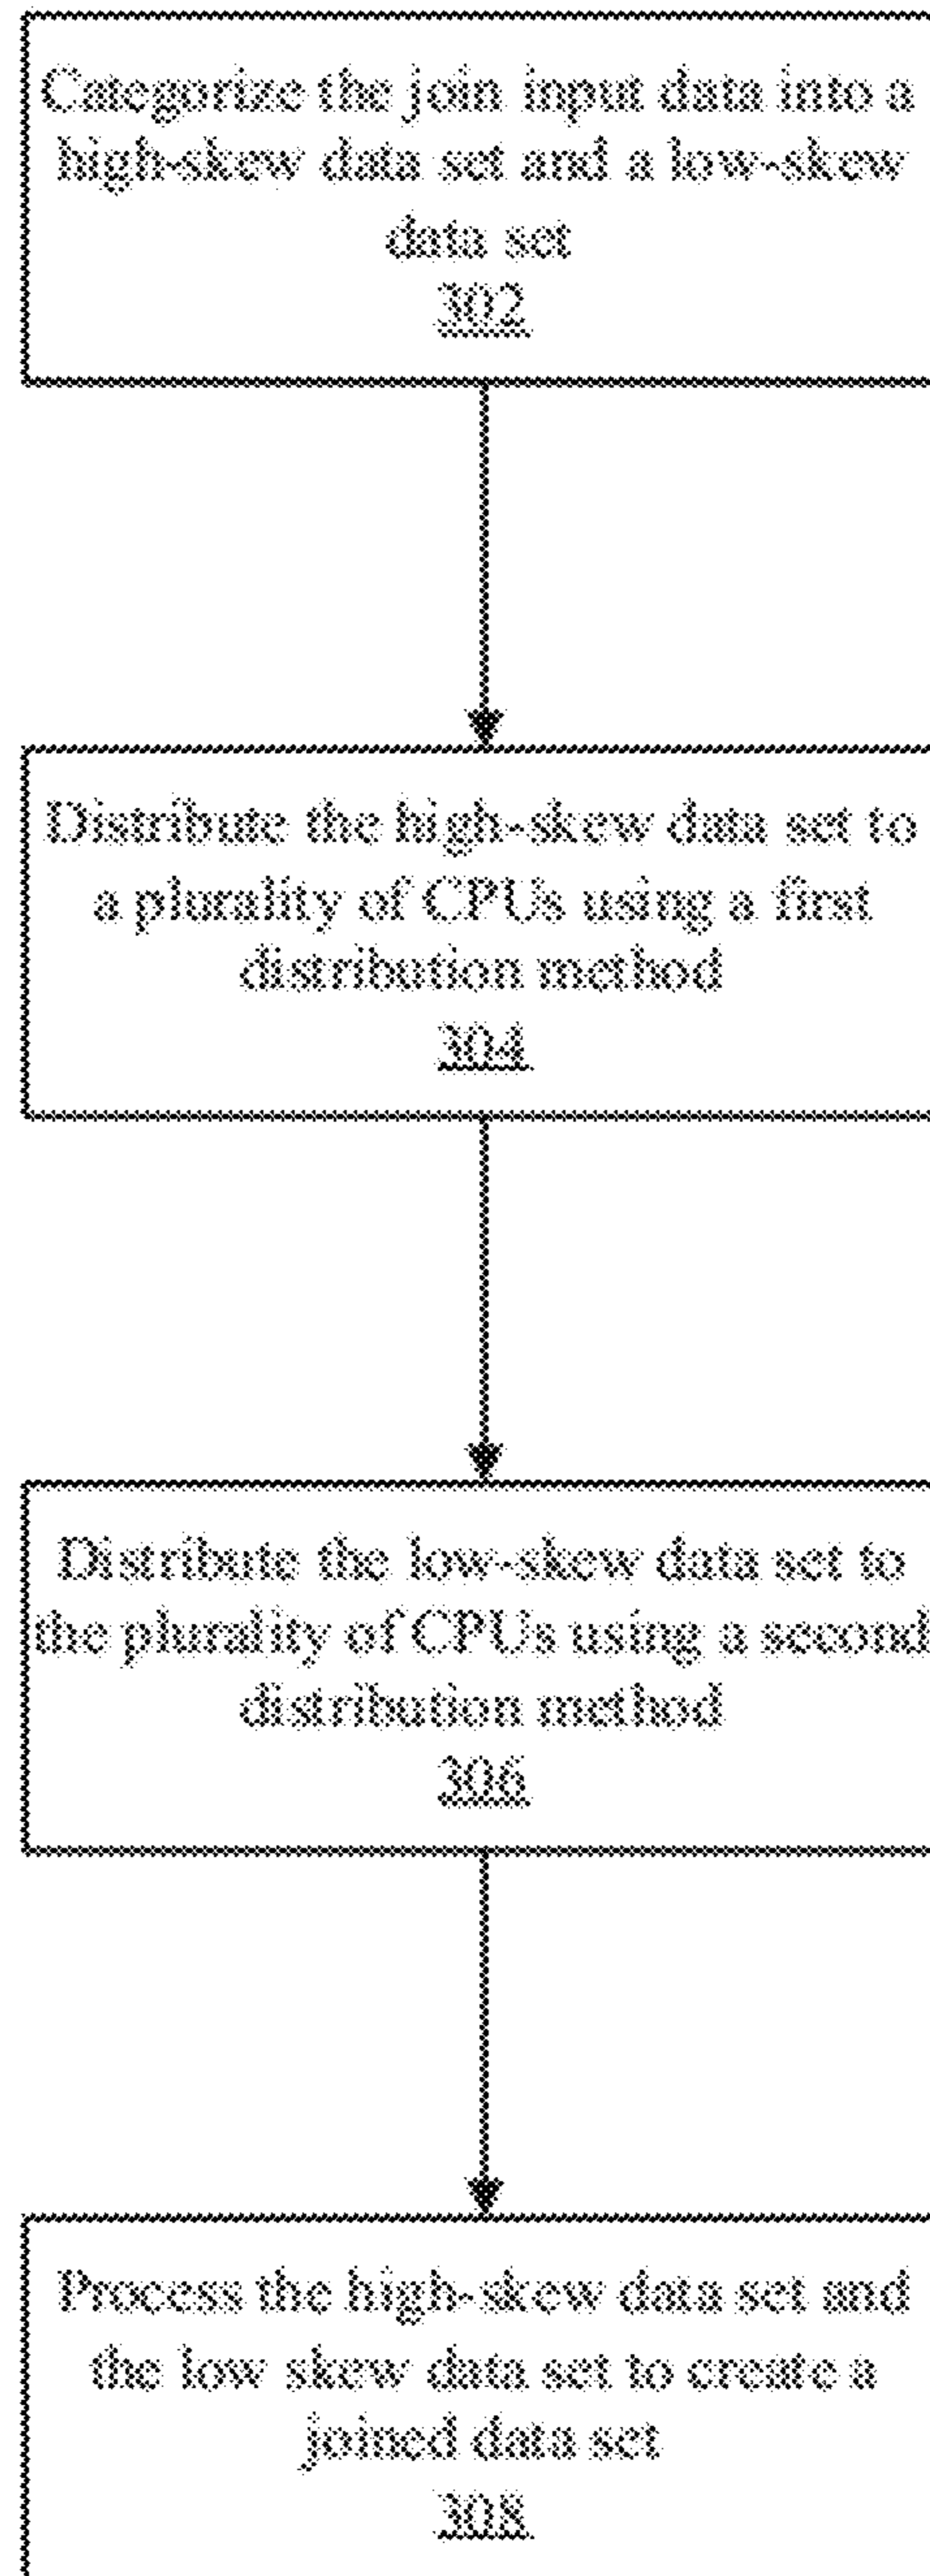 Categorize the join input data into a
high-skew data set and a low-skew
data set
302
Distribute the high-skew data set to
a plurality of CPUs using a first
distribution method
304
Distribute the low-skew data set to
the plurality of CPUs using a second
distribution method
306
Process the high-skew data set and
the low skew data set to create a
joined data set
308